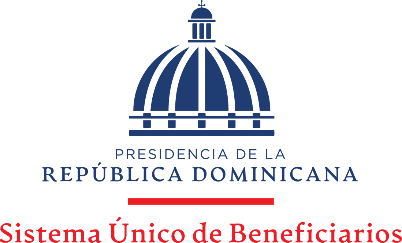 PRESIDENCIA DE LA
REPÚBLICA DOMINICANA
Sistema Único de Beneficiarios